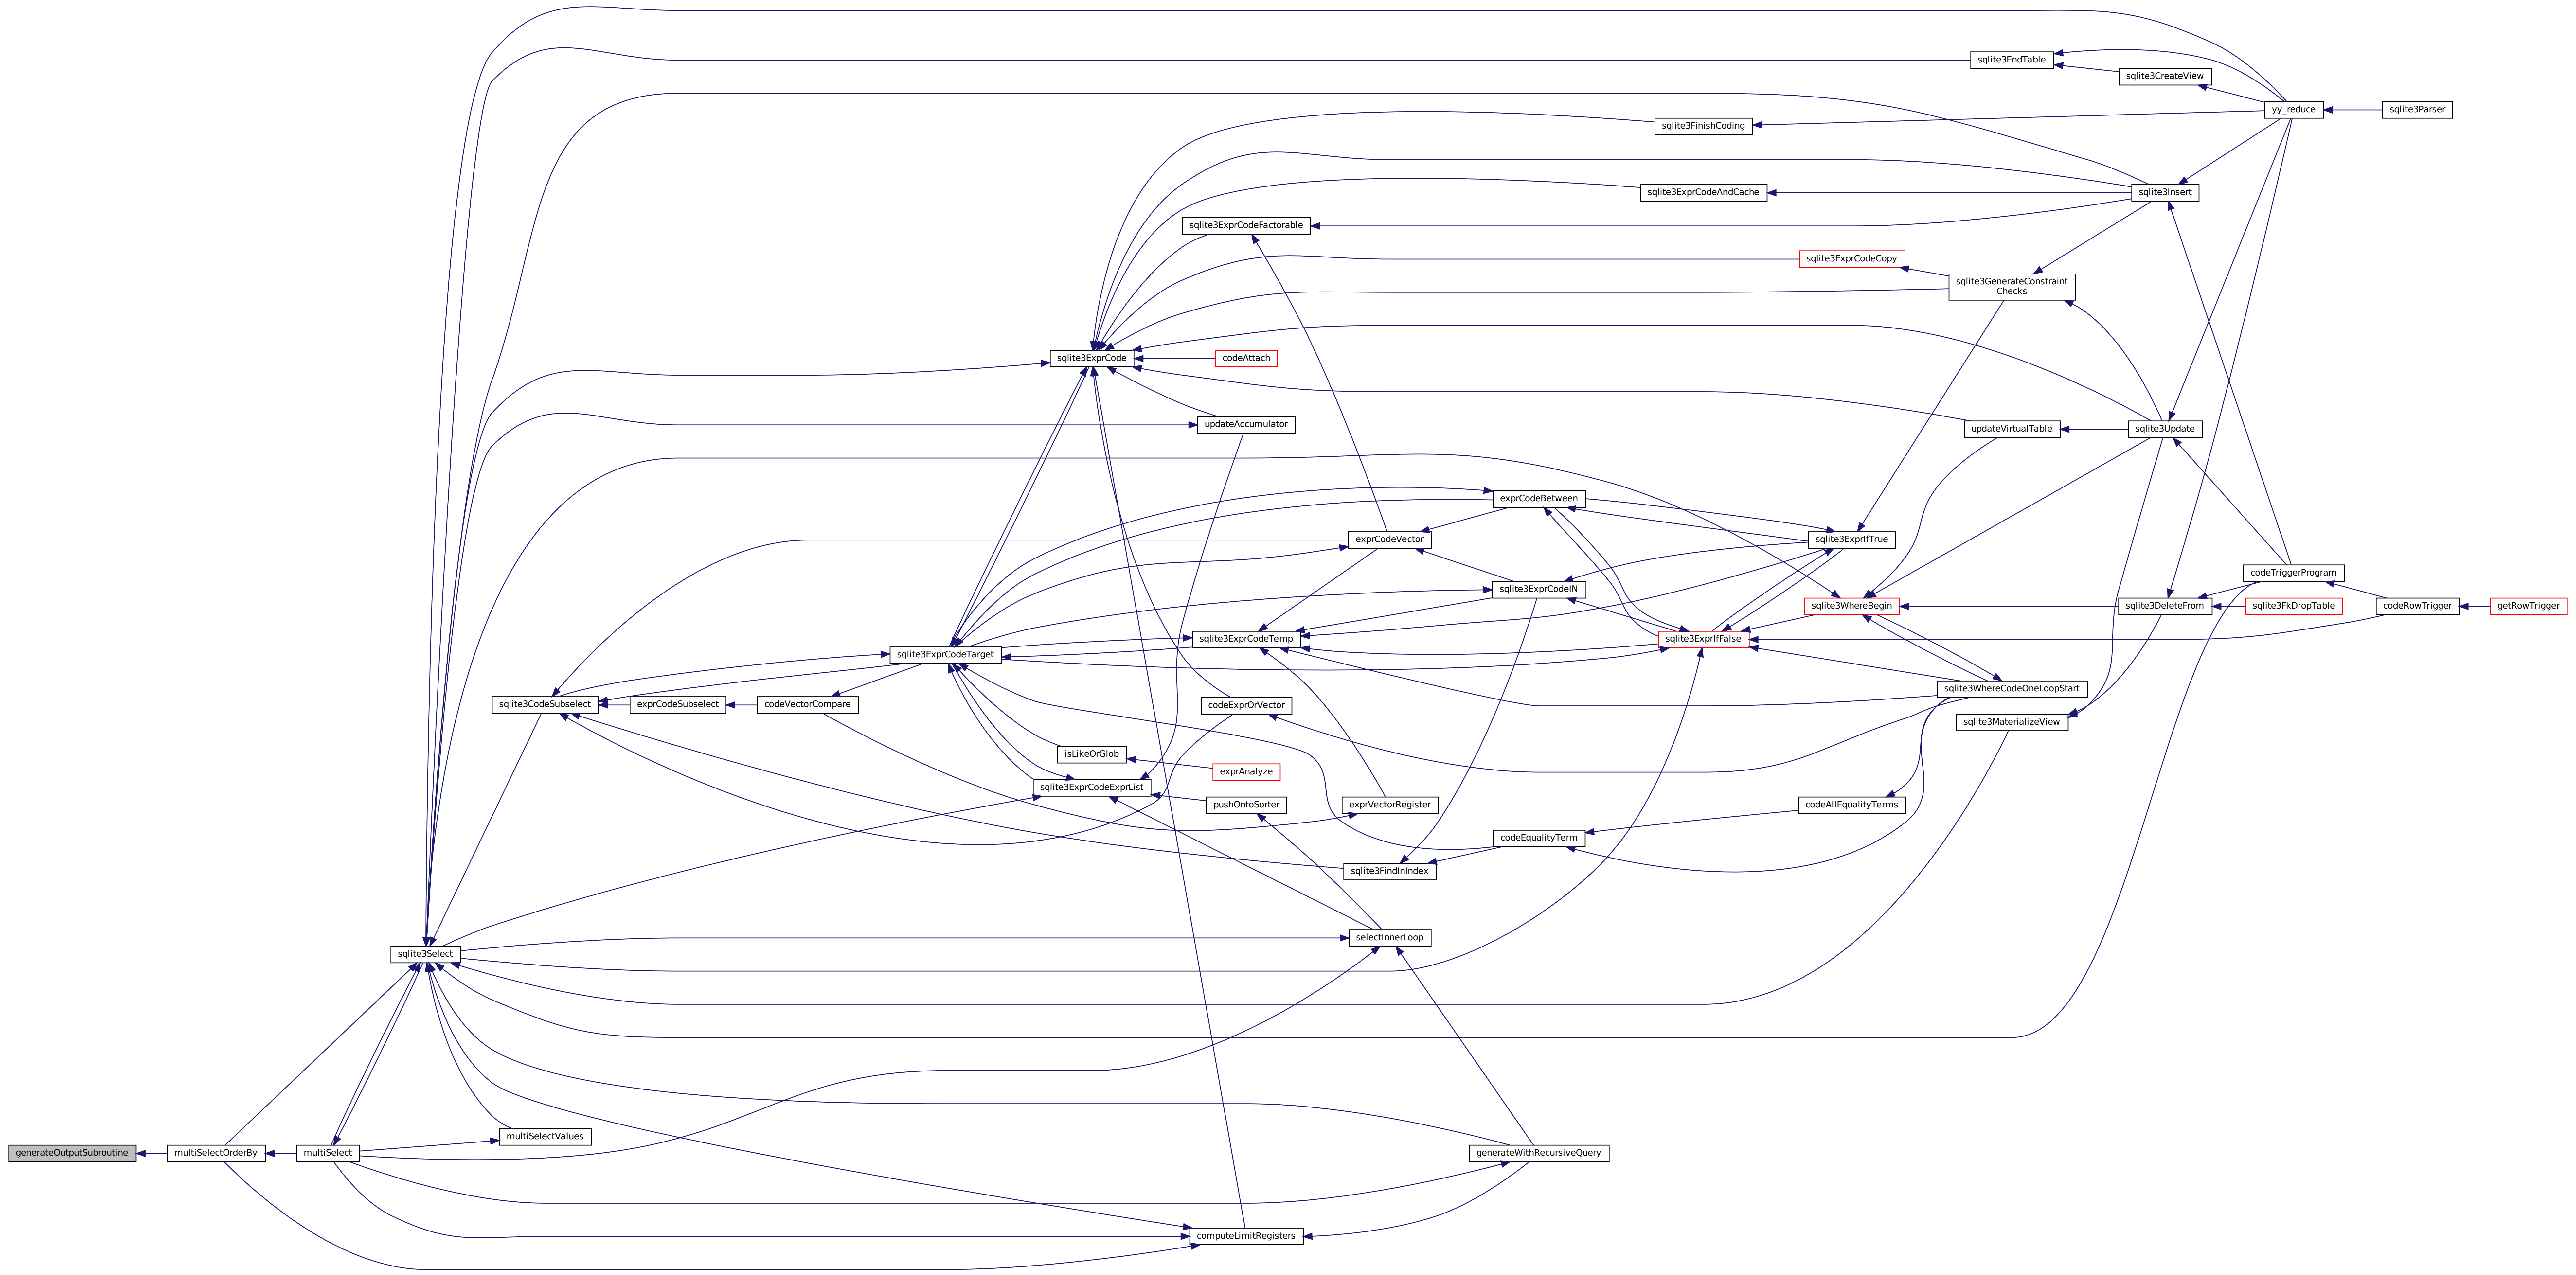 sqlite3EndTable
sqlite3CreateView
yy_reduce
sqlite3Parser
sqlite3FinishCoding
sqlite3ExprCodeAndCache
sqlite3Insert
sqlite3ExprCodeFactorable
sqlite3ExprCodeCopy
sqlite3GenerateConstraint
Checks
sqlite3ExprCode
codeAttach
updateAccumulator
updateVirtualTable
sqlite3Update
exprCodeBetween
exprCodeVector
sqlite3ExprIfTrue
codeTriggerProgram
sqlite3ExprCodeIN
sqlite3WhereBegin
sqlite3DeleteFrom
sqlite3FkDropTable
codeRowTrigger
getRowTrigger
sqlite3ExprCodeTemp
sqlite3ExprIfFalse
sqlite3ExprCodeTarget
sqlite3WhereCodeOneLoopStart
sqlite3CodeSubselect
exprCodeSubselect
codeVectorCompare
codeExprOrVector
sqlite3MaterializeView
isLikeOrGlob
exprAnalyze
sqlite3ExprCodeExprList
pushOntoSorter
exprVectorRegister
codeAllEqualityTerms
codeEqualityTerm
sqlite3FindInIndex
selectInnerLoop
sqlite3Select
multiSelectValues
generateOutputSubroutine
multiSelectOrderBy
multiSelect
generateWithRecursiveQuery
computeLimitRegisters